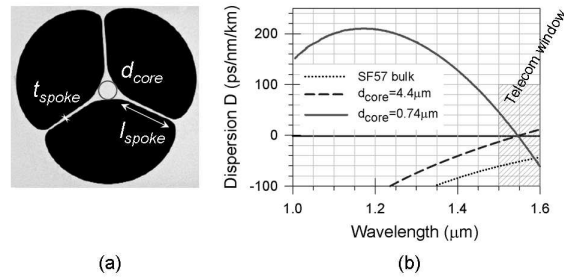 (a)
d_core
t_spoke
l_spoke
(b)
Dispersion D (ps/nm/km)
200
100
0
-100
Telecom window
SF57 bulk
d_core=4.4μm
d_core=0.74μm
1.0 1.2 1.4 1.6
Wavelength (μm)
(a) (b)